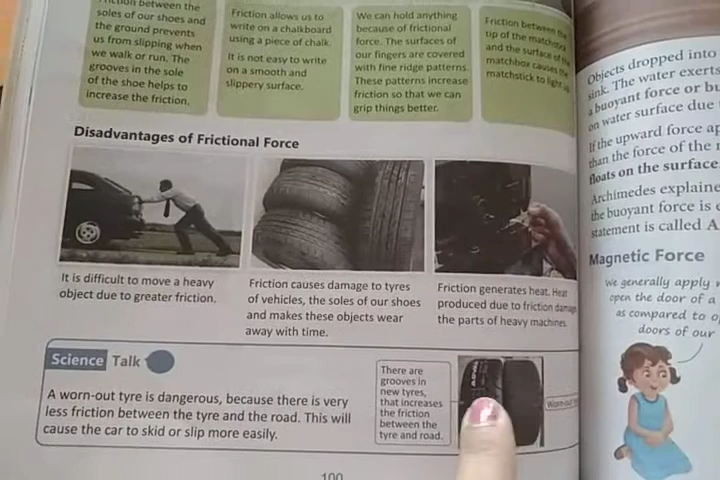 soles of our shoes and
the ground prevents
us from slipping when
we walk or run. The
grooves in the sole
of the shoe helps to
increase the friction.
Friction allows us to
write on a chalkboard
using a piece of chalk.
It is not easy to write
on a smooth and
slippery surface.
We can hold anything
because of frictional
force. The surfaces of
our fingers are covered
with fine ridge patterns.
These patterns increase
friction so that we can
grip things better.
Friction between the
tip of the matchstick
and the surface of the
matchbox causes the
matchstick to light up.
Disadvantages of Frictional Force
It is difficult to move a heavy
object due to greater friction.
Friction causes damage to tyres
of vehicles, the soles of our shoes
and makes these objects wear
away with time.
Friction generates heat. Heat
produced due to friction
the parts of heavy machines.
Science Talk
A worn-out tyre is dangerous, because there is very
less friction between the tyre and the road. This will
cause the car to skid or slip more easily.
There are
grooves in
new tyres,
that increases
the friction
between the
tyre and road.
100
Objects dropped into
sink. The water exerts
a buoyant force or
on water surface due
If the upward force
than the force of the
floats on the surface
Archimedes
the buoyant force is
statement is called A
Magnetic Force
we generally apply
open the door of a
as compared to
doors of our